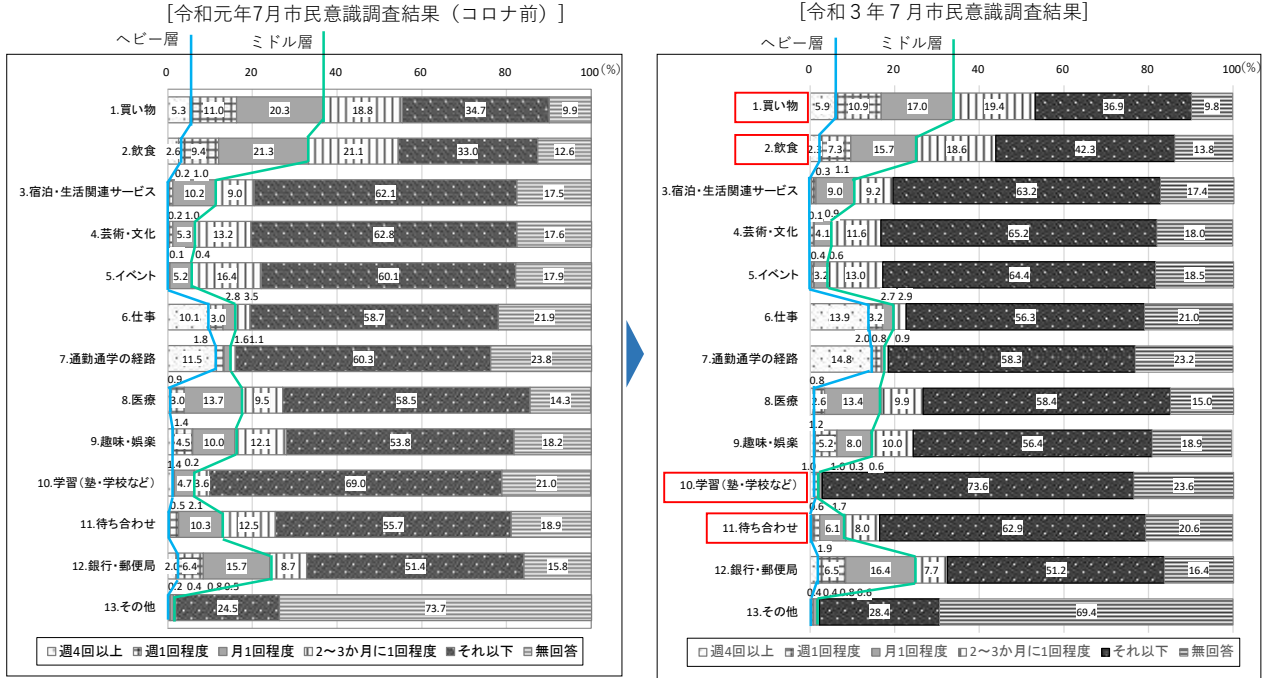 [令和元年7月市民意識調査結果（コロナ前）]
ヘビー層
ミドル層
0 20 40 60 80 100(%)
1.買い物 5.3 11.0 20.3 18.8 34.7 9.9
2.飲食 2.6 9.4 21.3 21.1 33.0 12.6
0.2 1.0
3.宿泊・生活関連サービス 10.2 9.0 62.1 17.5
0.2 1.0
4.芸術・文化 5.3 13.2 62.8 17.6
0.1 0.4
5.イベント 5.2 16.4 60.1 17.9
2.8 3.5
6.仕事 10.1 3.0 58.7 21.9
1.8 1.6 1.1
7.通勤通学の経路 11.5 60.3 23.8
0.9
8.医療 3.0 13.7 9.5 58.5 14.3
1.4
9.趣味・娯楽 4.5 10.0 12.1 53.8 18.2
1.4 0.2
10.学習（塾・学校など） 4.7 3.6 69.0 21.0
0.5 2.1
11.待ち合わせ 10.3 12.5 55.7 18.9
12.銀行・郵便局 2.0 6.4 15.7 8.7 51.4 15.8
0.2 0.4 0.8 0.5
13.その他 24.5 73.7
週4回以上 週1回程度 月1回程度 2～3か月に1回程度 それ以下 無回答
[令和３年７月市民意識調査結果]
ヘビー層
ミドル層
0 20 40 60 80 100(%)
1.買い物 5.9 10.9 17.0 19.4 36.9 9.8
2.飲食 2.3 7.3 15.7 18.6 42.3 13.8
0.3 1.1
3.宿泊・生活関連サービス 9.0 9.2 63.2 17.4
0.1 0.9
4.芸術・文化 4.1 11.6 65.2 18.0
0.4 0.6
5.イベント 3.2 13.0 64.4 18.5
2.7 2.9
6.仕事 13.9 3.2 56.3 21.0
2.0 0.8 0.9
7.通勤通学の経路 14.8 58.3 23.2
0.8
8.医療 2.6 13.4 9.9 58.4 15.0
1.2
9.趣味・娯楽 5.2 8.0 10.0 56.4 18.9
1.0 1.0 0.3 0.6
10.学習（塾・学校など） 73.6 23.6
0.6 1.7
11.待ち合わせ 6.1 8.0 62.9 20.6
1.9
12.銀行・郵便局 6.5 16.4 7.7 51.2 16.4
0.4 0.4 0.8 0.6
13.その他 28.4 69.4
週4回以上 週1回程度 月1回程度 2～3か月に1回程度 それ以下 無回答